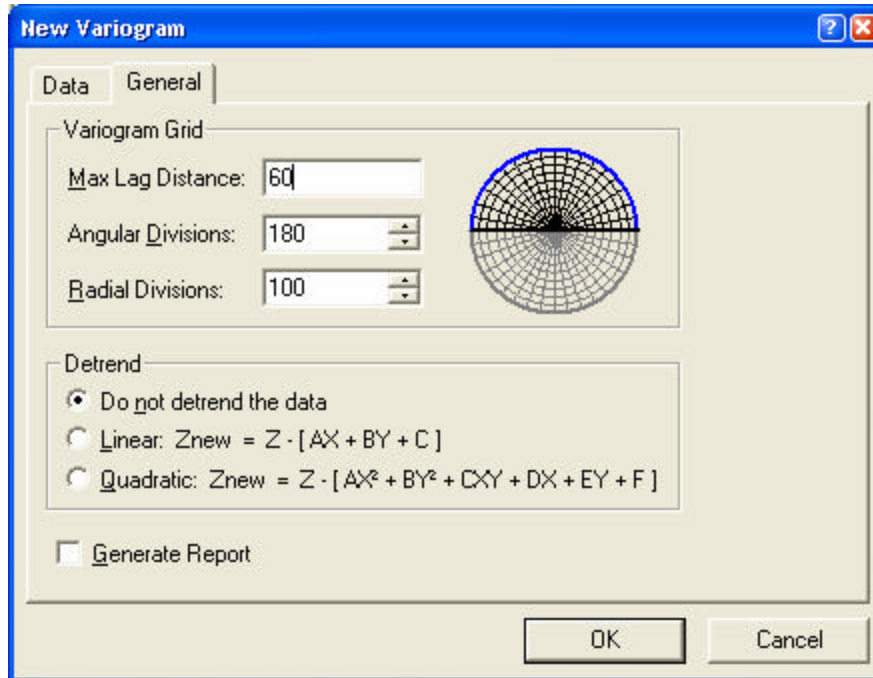 New Variogram
Data General
Variogram Grid
Max Lag Distance: 60
Angular Divisions: 180
Radial Divisions: 100
Detrend
Do not detrend the data
Linear: Znew = Z - [ AX + BY + C ]
Quadratic: Znew = Z - [ AX² + BY² + CXY + DX + EY + F ]
Generate Report
OK Cancel